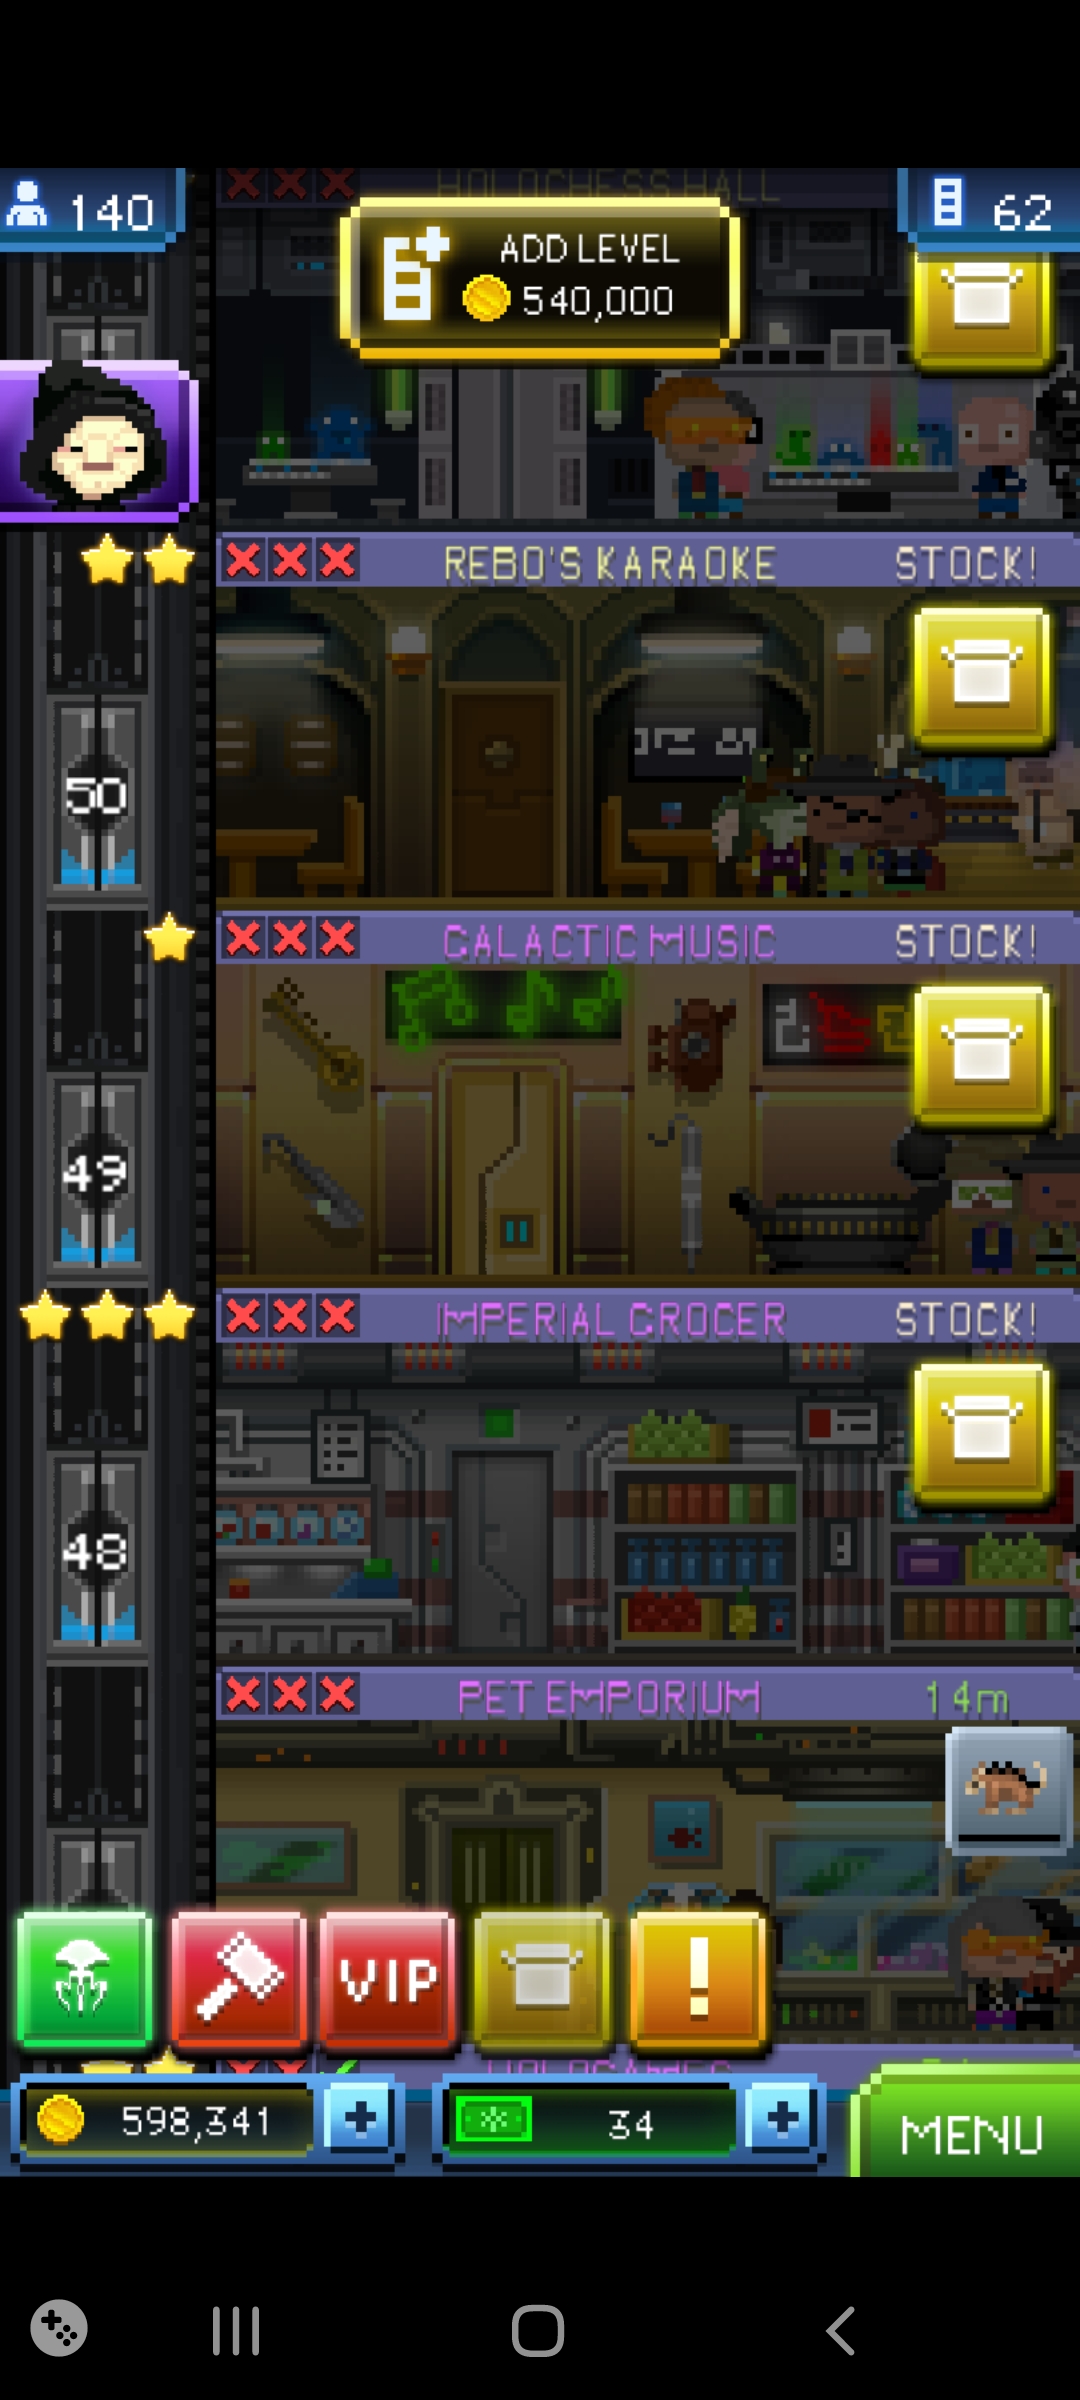 HOLOCHESS HALL
140
62
ADD LEVEL
540,000
REBO'S KARAOKE STOCK!
50
GALACTIC MUSIC STOCK!
49
IMPERIAL GROCER STOCK!
48
PET EMPORIUM 14m
VIP
!
HOLOGAMES
598,341 + 34 +
MENU